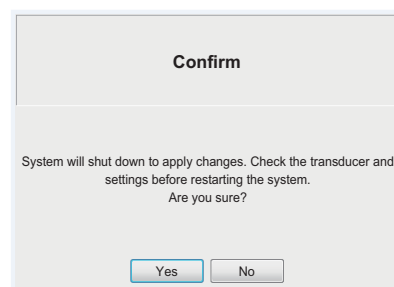 Confirm
System will shut down to apply changes. Check the transducer and
settings before restarting the system.
Are you sure?
Yes No